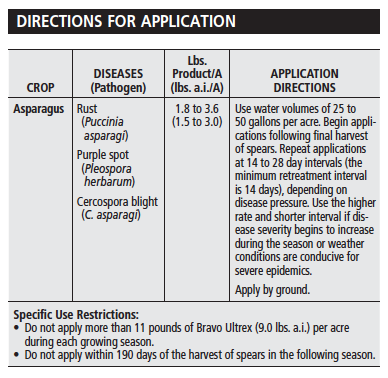 DIRECTIONS FOR APPLICATION
CROP
DISEASES
(Pathogen)
Lbs.
Product/A
(lbs. a.i./A)
APPLICATION
DIRECTIONS
Asparagus
Rust
(Puccinia
asparagi)
Purple spot
(Pleospora
herbarum)
Cercospora blight
(C. asparagi)
1.8 to 3.6
(1.5 to 3.0)
Use water volumes of 25 to
50 gallons per acre. Begin appli-
cations following final harvest
of spears. Repeat applications
at 14 to 28 day intervals (the
minimum retreatment interval
is 14 days), depending on
disease pressure. Use the higher
rate and shorter interval if dis-
ease severity begins to increase
during the season or weather
conditions are conducive for
severe epidemics.
Apply by ground.
Specific Use Restrictions:
• Do not apply more than 11 pounds of Bravo Ultrex (9.0 lbs. a.i.) per acre
during each growing season.
• Do not apply within 190 days of the harvest of spears in the following season.